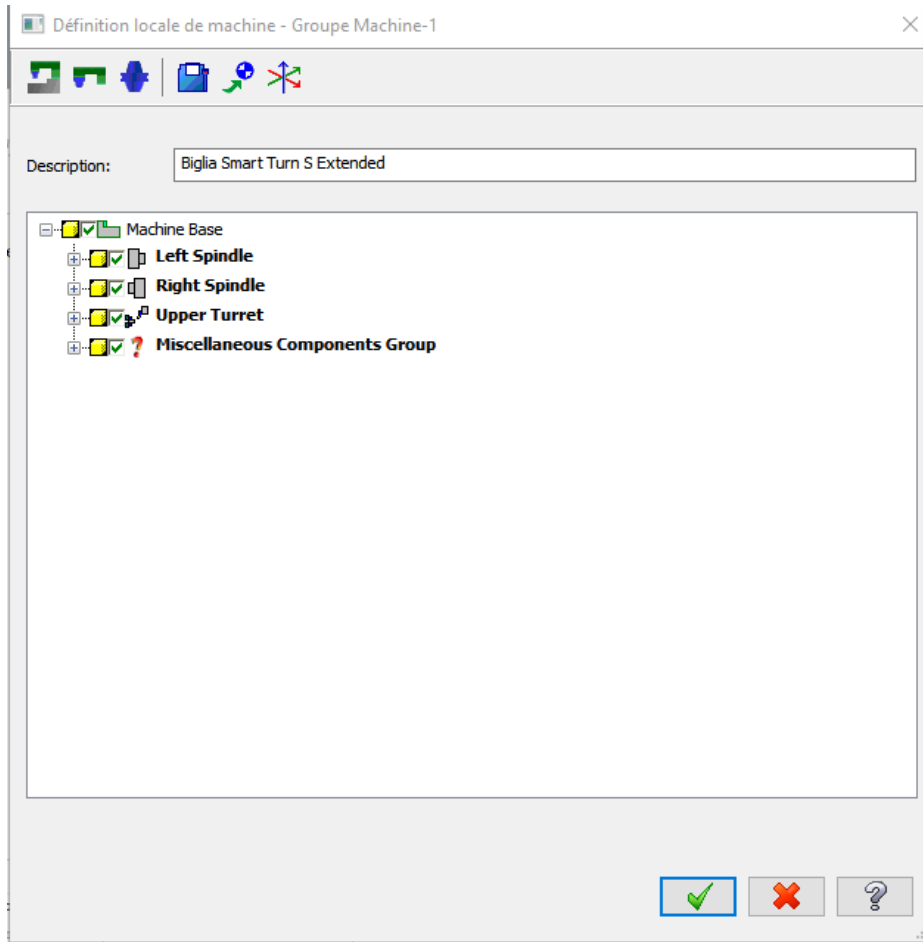 Définition locale de machine - Groupe Machine-1
Description: Biglia Smart Turn S Extended
Machine Base
Left Spindle
Right Spindle
Upper Turret
Miscellaneous Components Group